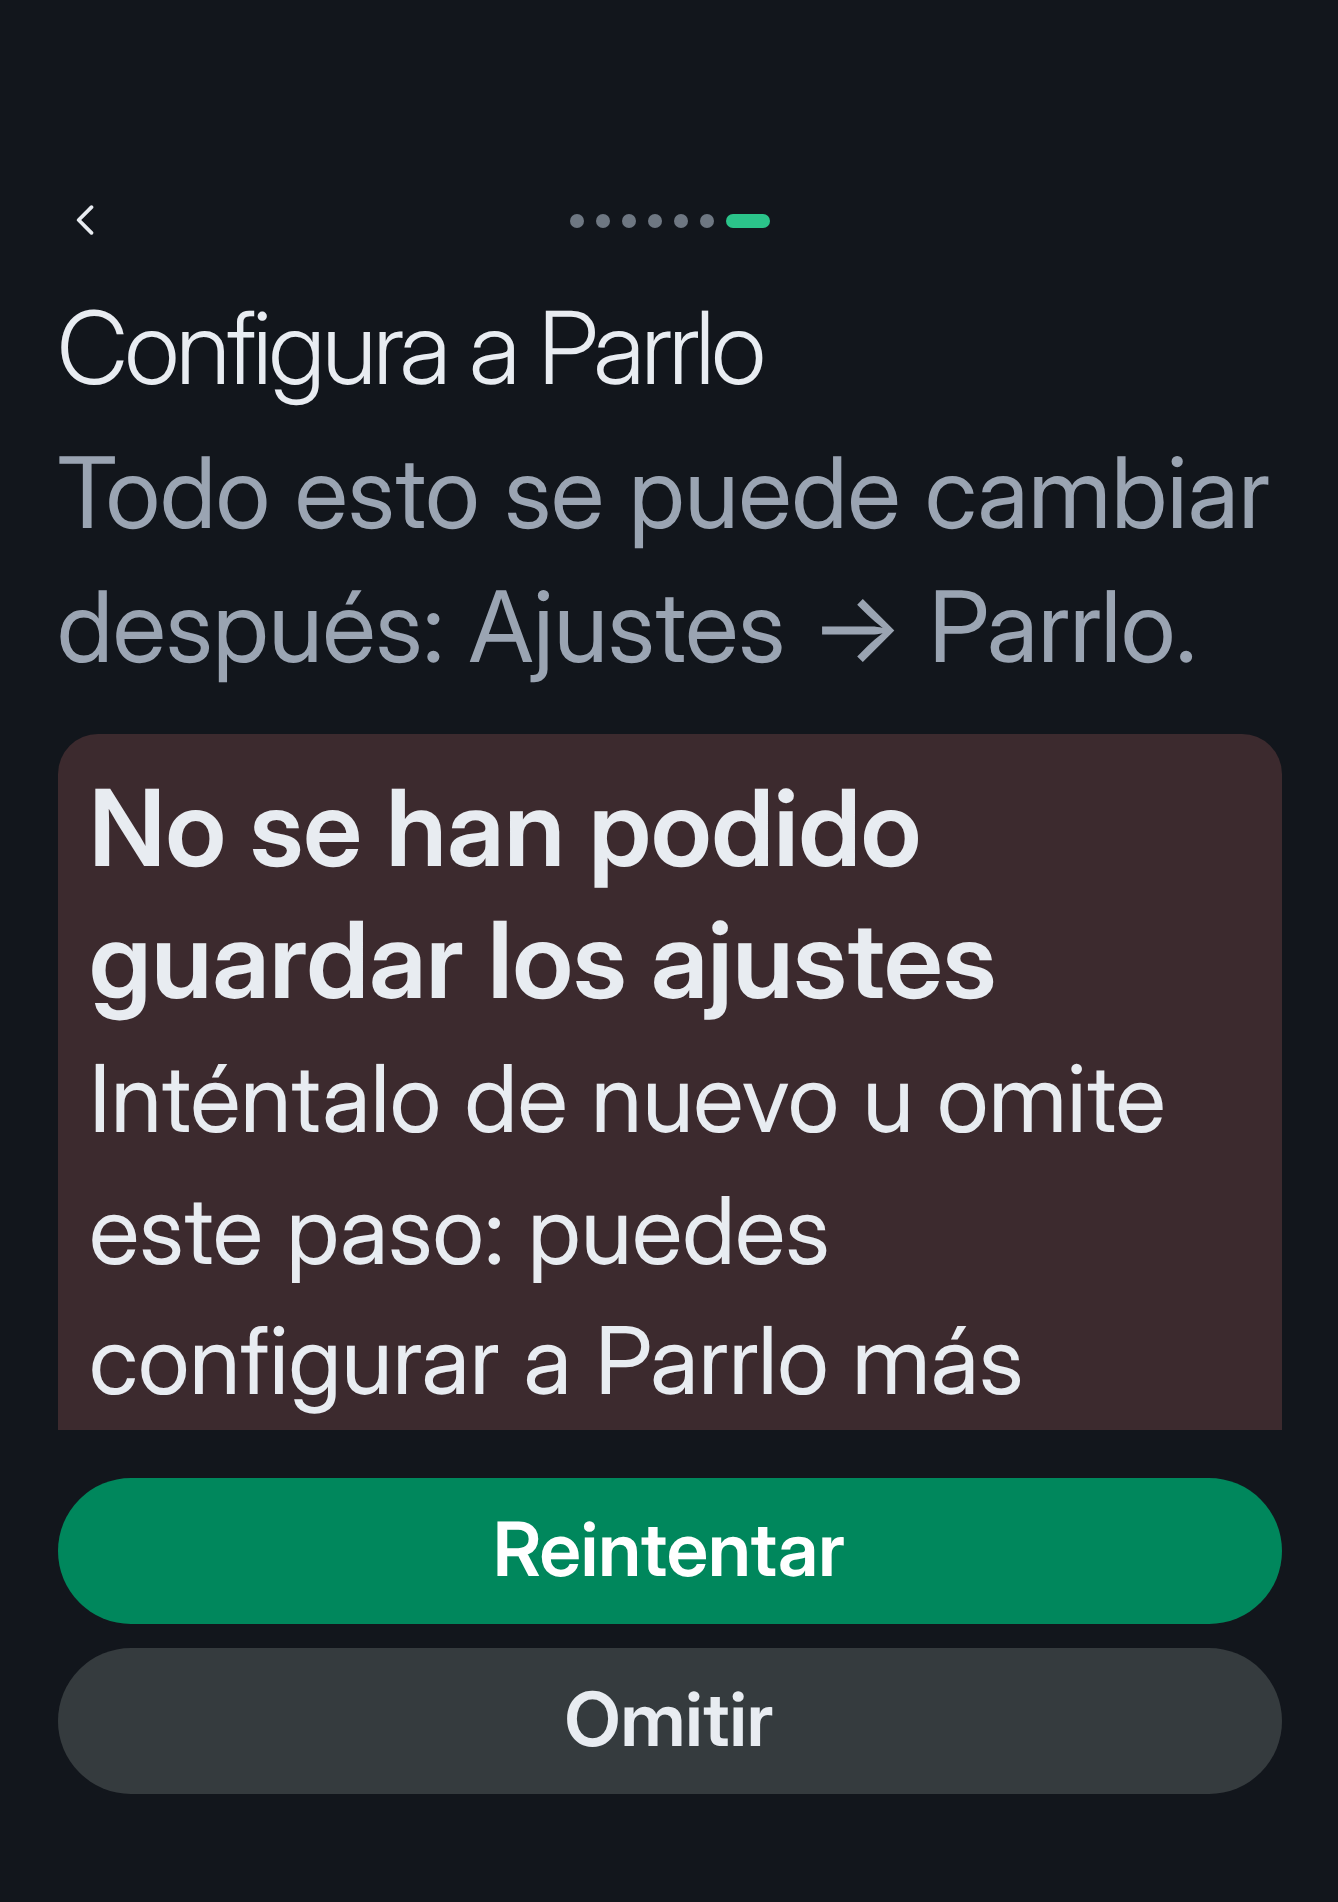 Configura a Parrlo
Todo esto se puede cambiar
después: Ajustes → Parrlo.
No se han podido
guardar los ajustes
Inténtalo de nuevo u omite
este paso: puedes
configurar a Parrlo más
Reintentar
Omitir